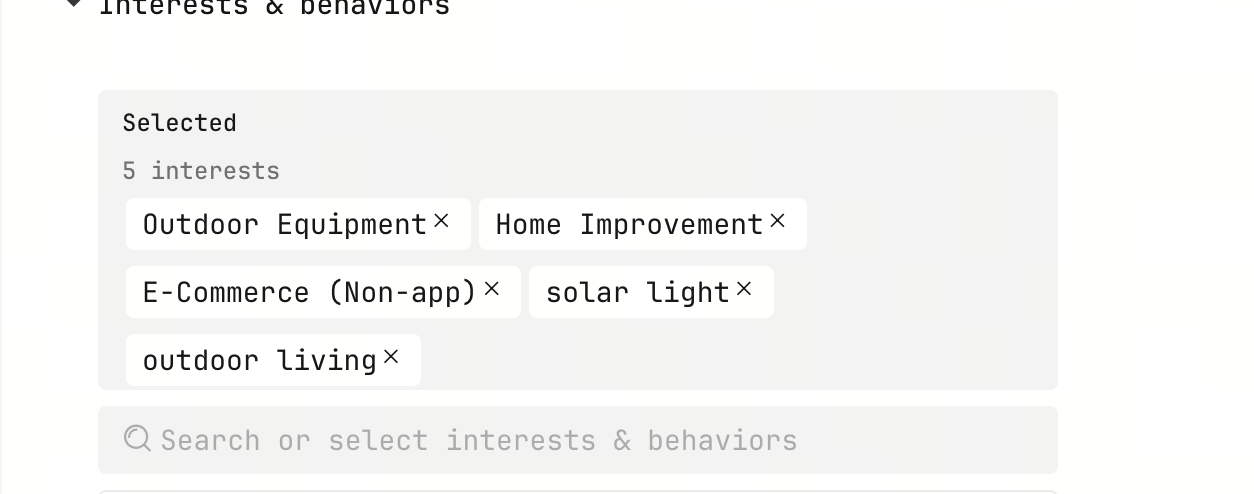 Interests & behaviors
Selected
5 interests
Outdoor Equipment× Home Improvement×
E-Commerce (Non-app)× solar light×
outdoor living×
Search or select interests & behaviors